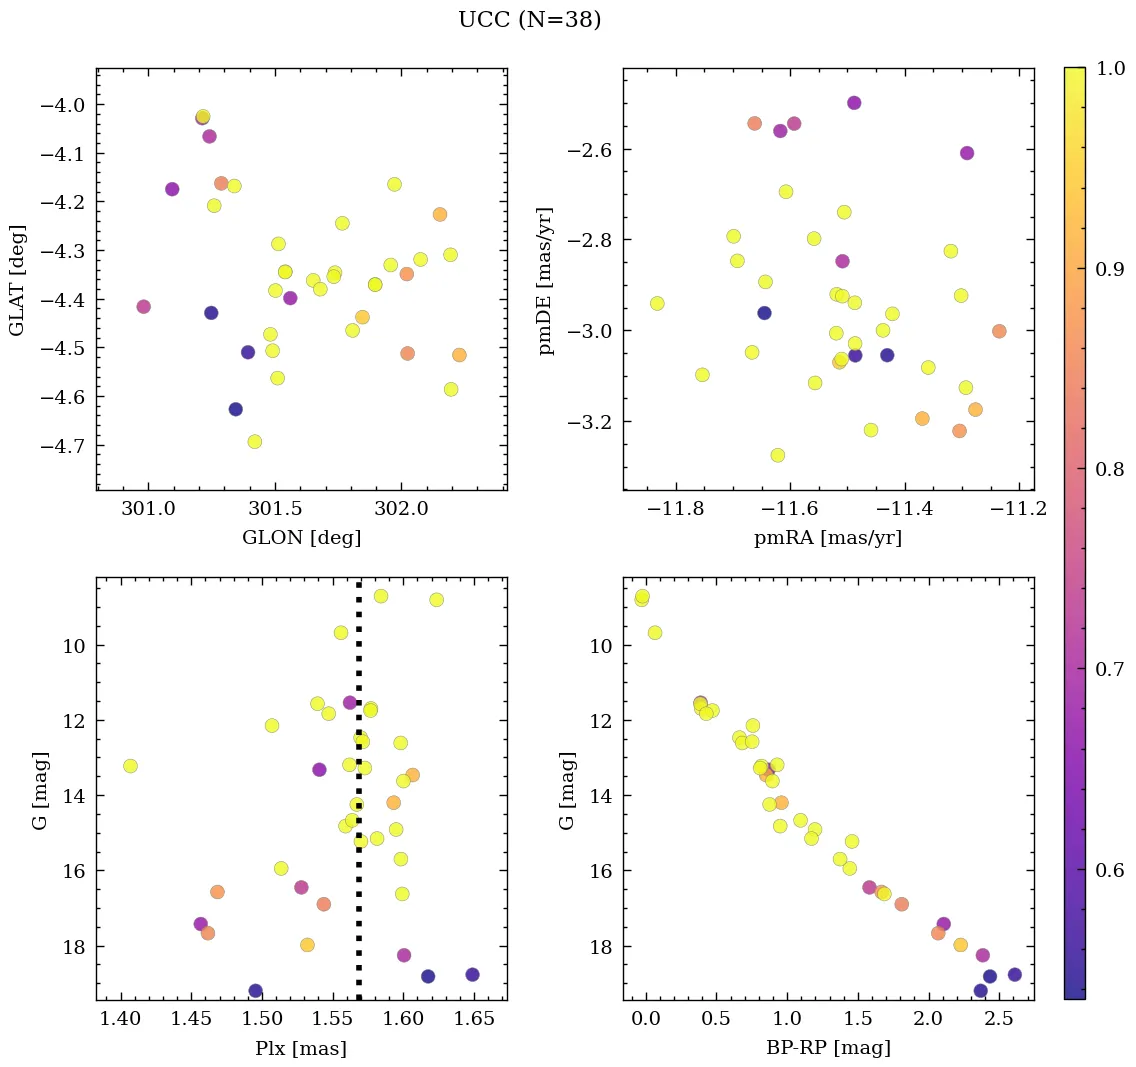 UCC (N=38)
−4.0
−4.1
−4.2
−4.3
−4.4
−4.5
−4.6
−4.7
GLAT [deg]
301.0 301.5 302.0
GLON [deg]
−2.6
−2.8
−3.0
−3.2
pmDE [mas/yr]
−11.8 −11.6 −11.4 −11.2
pmRA [mas/yr]
1.0
0.9
0.8
0.7
0.6
10
12
14
16
18
G [mag]
1.40 1.45 1.50 1.55 1.60 1.65
Plx [mas]
10
12
14
16
18
G [mag]
0.0 0.5 1.0 1.5 2.0 2.5
BP-RP [mag]